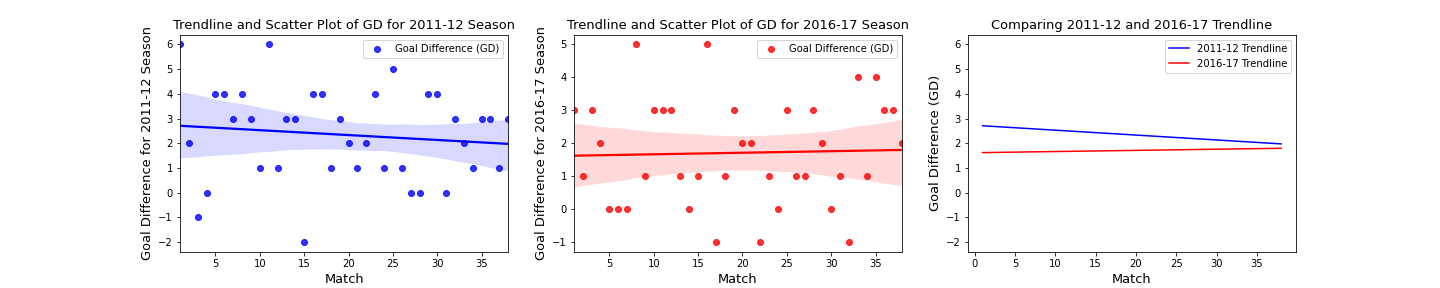 Trendline and Scatter Plot of GD for 2011-12 Season
Goal Difference for 2011-12 Season
6
5
4
3
2
1
0
−1
−2
Goal Difference (GD)
5 10 15 20 25 30 35
Match
Trendline and Scatter Plot of GD for 2016-17 Season
Goal Difference for 2016-17 Season
5
4
3
2
1
0
−1
Goal Difference (GD)
5 10 15 20 25 30 35
Match
Comparing 2011-12 and 2016-17 Trendline
Goal Difference (GD)
6
5
4
3
2
1
0
−1
−2
2011-12 Trendline
2016-17 Trendline
0 5 10 15 20 25 30 35
Match